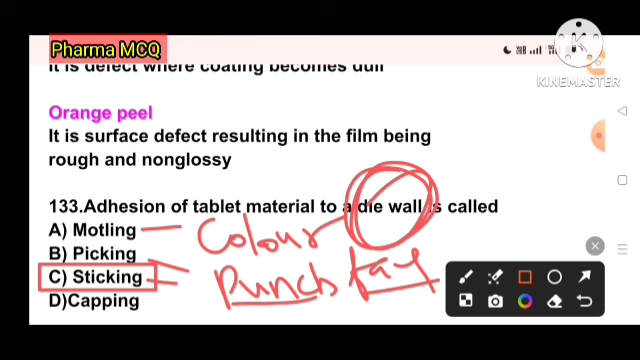 Pharma MCQ
KINEMASTER
It is defect where coating becomes dull
Orange peel
It is surface defect resulting in the film being
rough and nonglossy
133.Adhesion of tablet material to a die wall is called
A) Motling
Colour
B) Picking
C) Sticking
Punch
D)Capping